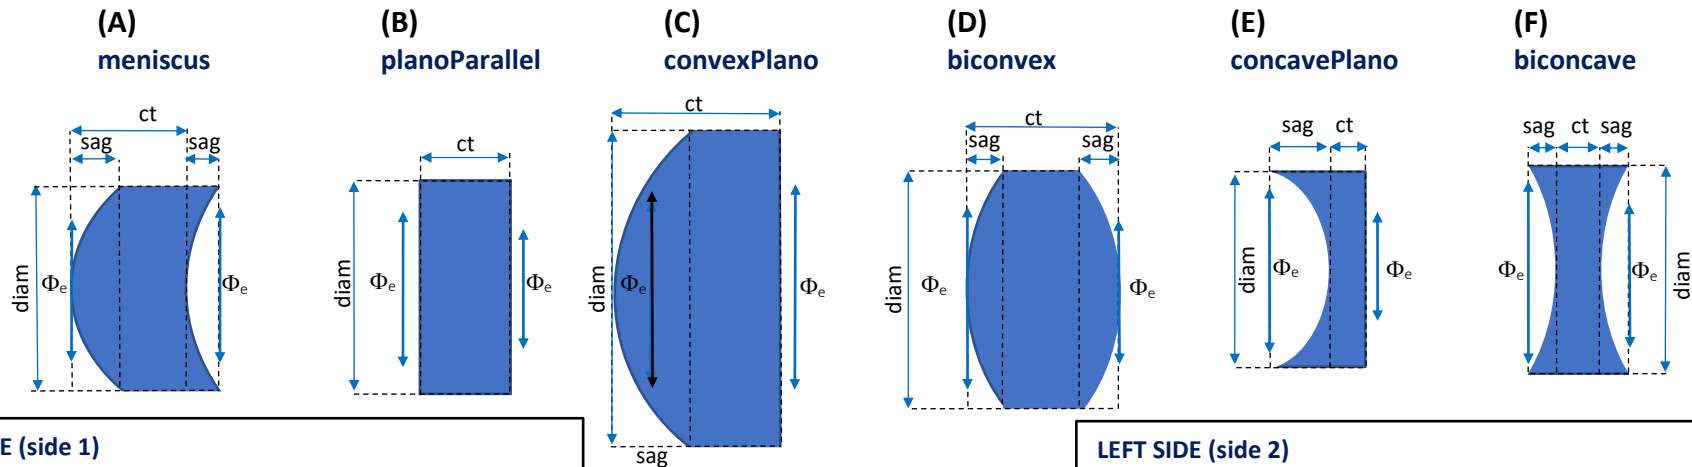 (A)
meniscus
ct
sag
sag
diam
Φe
Φe
(B)
planoParallel
ct
diam
Φe
Φe
(C)
convexPlano
ct
diam
Φe
Φe
sag
(D)
biconvex
ct
sag
sag
diam
Φe
Φe
(E)
concavePlano
sag
ct
diam
Φe
Φe
(F)
biconcave
sag
ct
sag
Φe
Φe
diam
E (side 1)
LEFT SIDE (side 2)